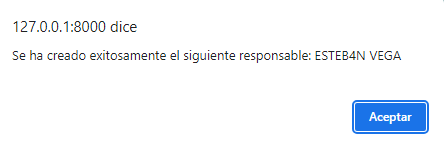 127.0.0.1:8000 dice
Se ha creado exitosamente el siguiente responsable: ESTEB4N VEGA
Aceptar